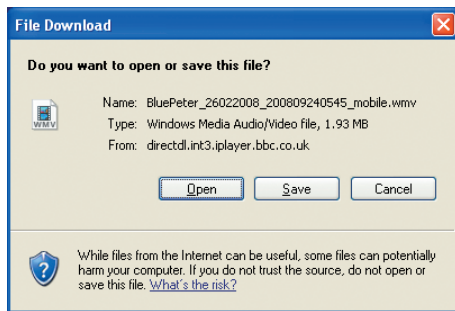 File Download
Do you want to open or save this file?
WMV
Name: BluePeter_26022008_200809240545_mobile.wmv
Type: Windows Media Audio/Video file, 1.93 MB
From: directdl.int3.iplayer.bbc.co.uk
Open Save Cancel
While files from the Internet can be useful, some files can potentially
harm your computer. If you do not trust the source, do not open or
save this file. What's the risk?